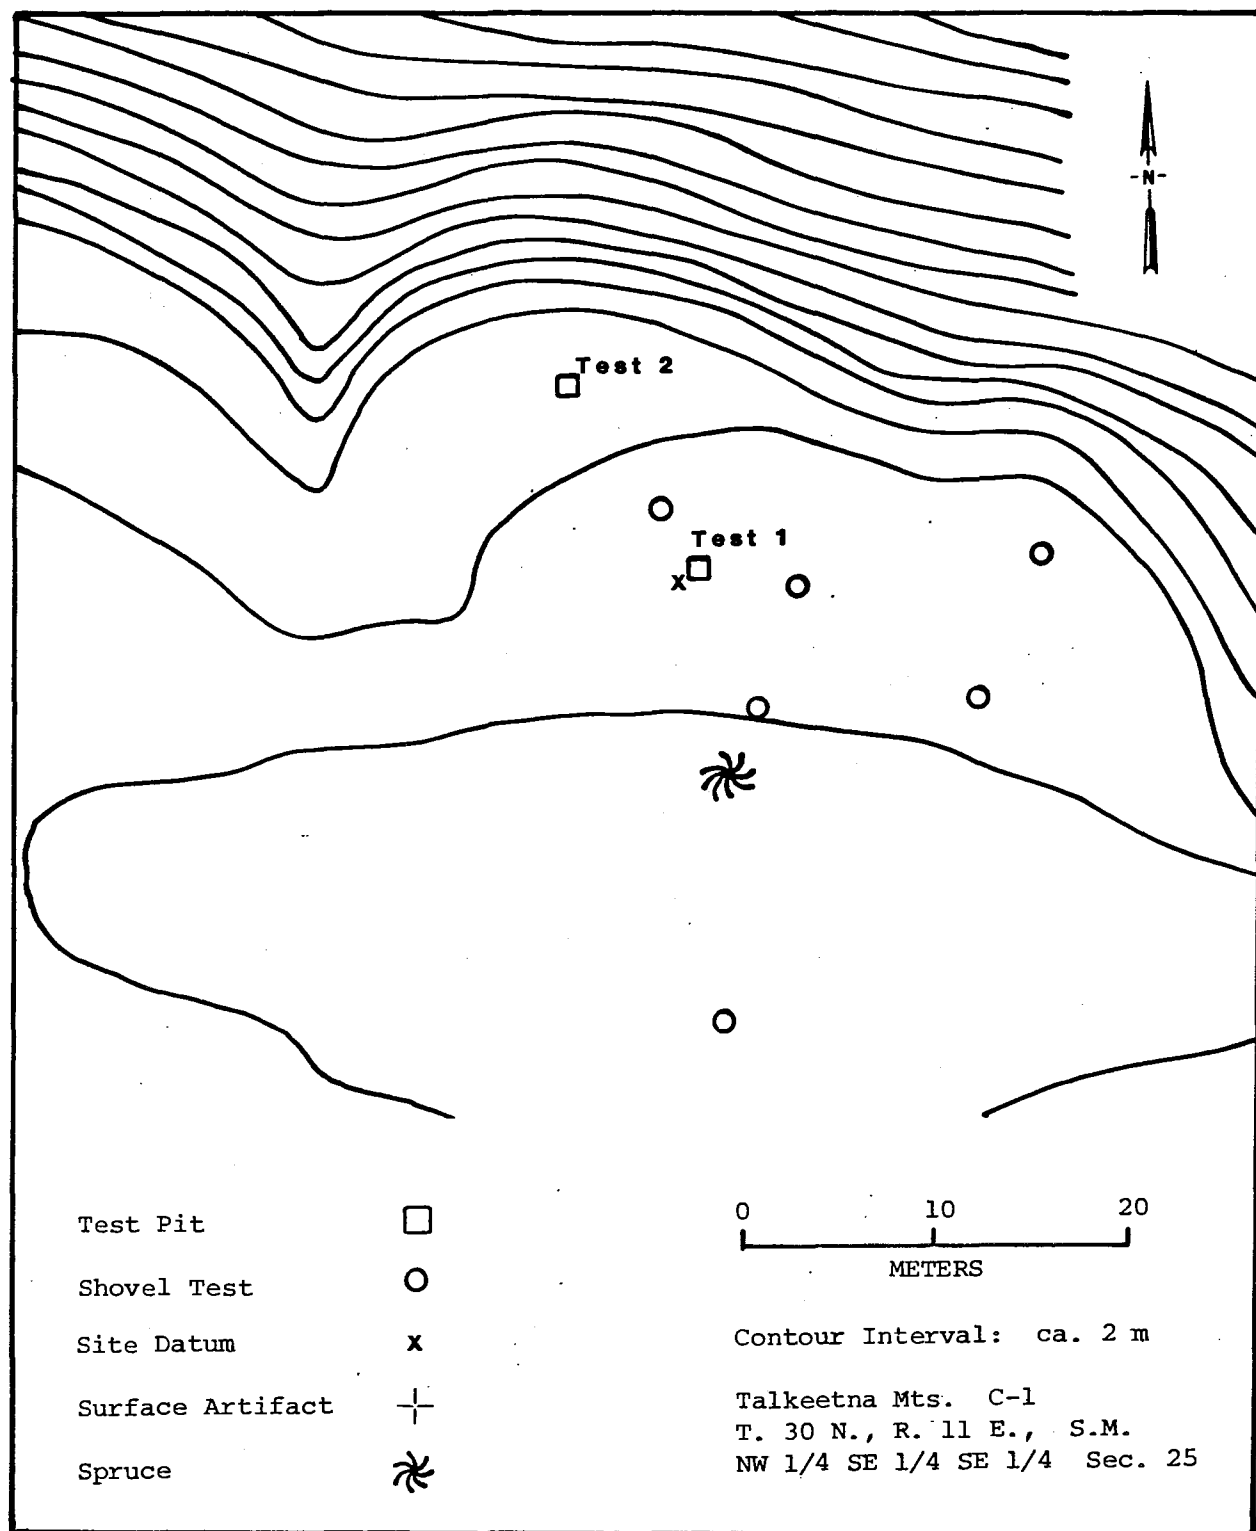 -N-
Test 2
Test 1
x
Test Pit
Shovel Test
Site Datum x
Surface Artifact
Spruce
0 10 20
METERS
Contour Interval: ca. 2 m
Talkeetna Mts. C-1
T. 30 N., R. 11 E., S.M.
NW 1/4 SE 1/4 SE 1/4 Sec. 25